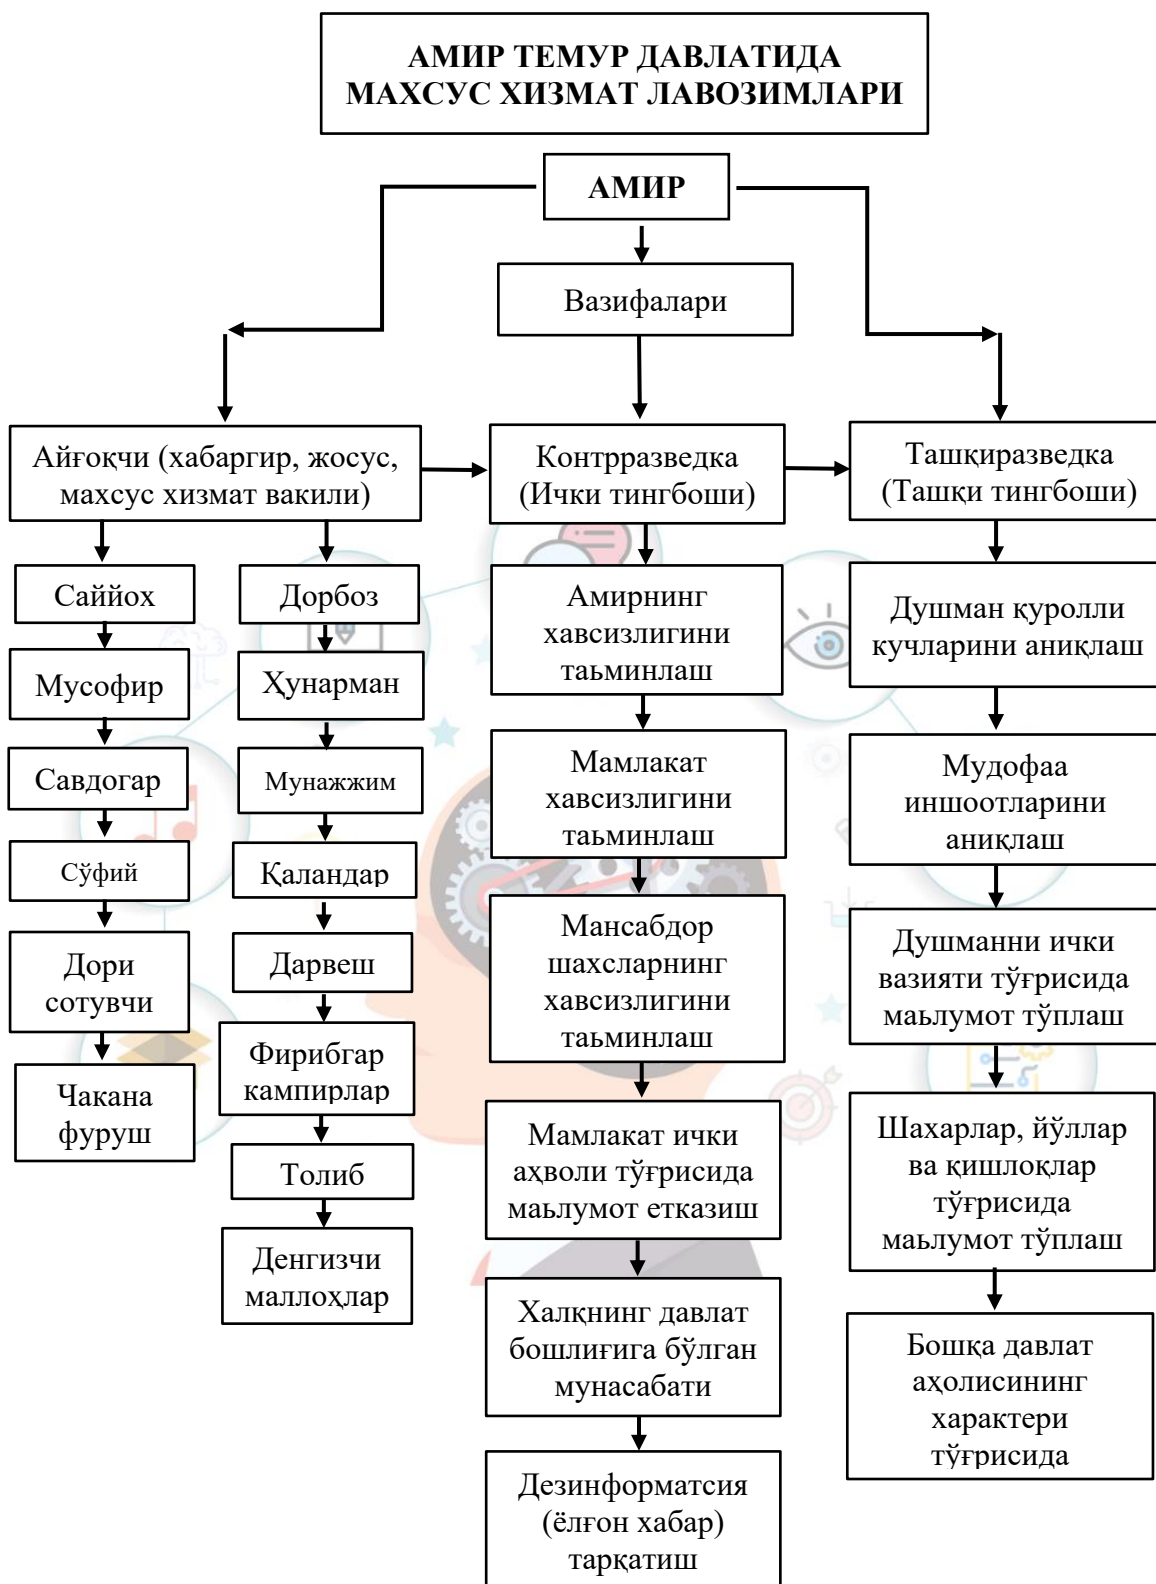 АМИР ТЕМУР ДАВЛАТИДА
МАХСУС ХИЗМАТ ЛАВОЗИМЛАРИ
АМИР
Вазифалари
Айғоқчи (хабаргир, жосус,
махсус хизмат вакили)
Саййох
Мусофир
Савдогар
Сўфий
Дори
сотувчи
Чакана
фуруш
Дорбоз
Ҳунарман
Мунажжим
Қаландар
Дарвеш
Фирибгар
кампирлар
Толиб
Денгизчи
маллоҳлар
Контрразведка
(Ички тингбоши)
Амирнинг
хавсизлигини
таьминлаш
Мамлакат
хавсизлигини
таьминлаш
Мансабдор
шахсларнинг
хавсизлигини
таьминлаш
Мамлакат ички
аҳволи тўғрисида
маьлумот етказиш
Халқнинг давлат
бошлиғига бўлган
мунасабати
Дезинформатсия
(ёлғон хабар)
тарқатиш
Ташқиразведка
(Ташқи тингбоши)
Душман қуролли
кучларини аниқлаш
Мудофаа
иншоотларини
аниқлаш
Душманни ички
вазияти тўғрисида
маьлумот тўплаш
Шахарлар, йўллар
ва қишлоқлар
тўғрисида
маьлумот тўплаш
Бошқа давлат
аҳолисининг
характери
тўғрисида